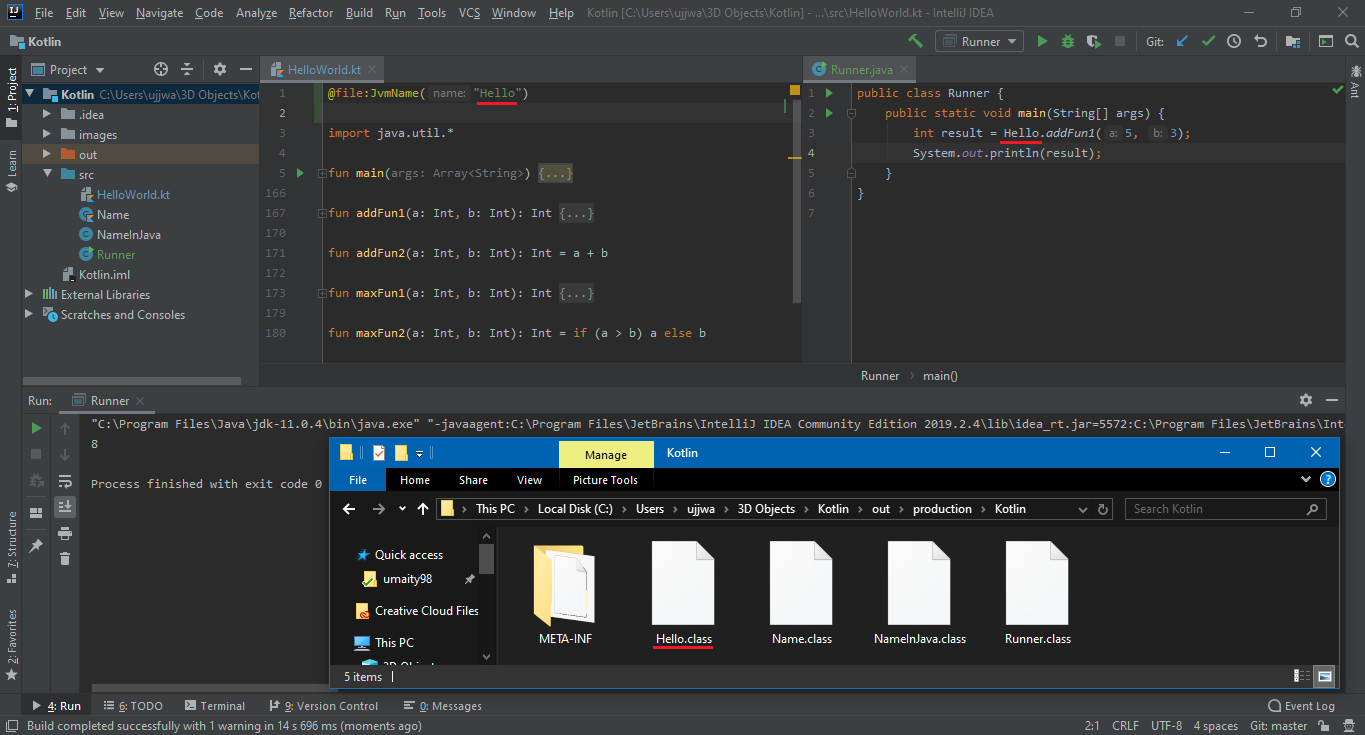 File Edit View Navigate Code Analyze Refactor Build Run Tools VCS Window Help Kotlin [C:\Users\ujjwa\3D Objects\Kotlin] - ...\src\HelloWorld.kt - IntelliJ IDEA
Kotlin
Runner
Git:
1: Project
Learn
7: Structure
2: Favorites
Project
Kotlin C:\Users\ujjwa\3D Objects\Kot
.idea
images
out
src
HelloWorld.kt
Name
NameInJava
Runner
Kotlin.iml
External Libraries
Scratches and Consoles
HelloWorld.kt
1 @file:JvmName( name: "Hello")
2
3 import java.util.*
4
5 fun main(args: Array<String>) {...}
166
167 fun addFun1(a: Int, b: Int): Int {...}
170
171 fun addFun2(a: Int, b: Int): Int = a + b
172
173 fun maxFun1(a: Int, b: Int): Int {...}
179
180 fun maxFun2(a: Int, b: Int): Int = if (a > b) a else b
Runner.java
1 public class Runner {
2 public static void main(String[] args) {
3 int result = Hello.addFun1( a: 5, b: 3);
4 System.out.println(result);
5 }
6 }
7
Runner main()
Ant
Run: Runner
"C:\Program Files\Java\jdk-11.0.4\bin\java.exe" "-javaagent:C:\Program Files\JetBrains\IntelliJ IDEA Community Edition 2019.2.4\lib\idea_rt.jar=5572:C:\Program Files\JetBrains\Inte
8
Process finished with exit code 0
Manage Kotlin
File Home Share View Picture Tools
This PC Local Disk (C:) Users ujjwa 3D Objects Kotlin out production Kotlin
Search Kotlin
Quick access
umaity98
Creative Cloud Files
This PC
META-INF
Hello.class
Name.class
NameInJava.class
Runner.class
5 items
4: Run 6: TODO Terminal 9: Version Control 0: Messages Event Log
Build completed successfully with 1 warning in 14 s 696 ms (moments ago) 2:1 CRLF UTF-8 4 spaces Git: master